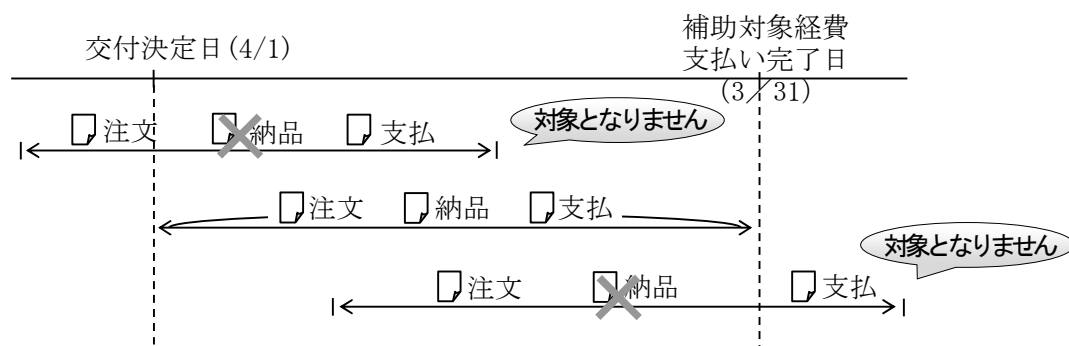 交付決定日(4/1)
補助対象経費
支払い完了日
(3/31)
注文 納品 支払
対象となりません
注文 納品 支払
対象となりません
注文 納品 支払